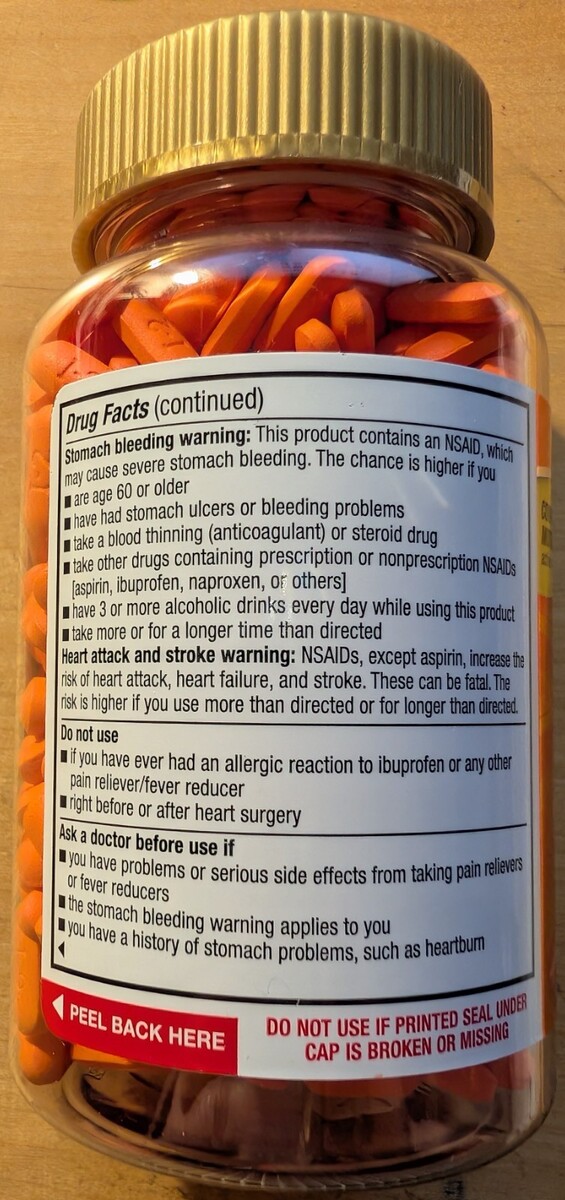 Drug Facts (continued)
Stomach bleeding warning: This product contains an NSAID, which
may cause severe stomach bleeding. The chance is higher if you
■ are age 60 or older
■ have had stomach ulcers or bleeding problems
■ take a blood thinning (anticoagulant) or steroid drug
■ take other drugs containing prescription or nonprescription NSAIDs
[aspirin, ibuprofen, naproxen, or others]
■ have 3 or more alcoholic drinks every day while using this product
■ take more or for a longer time than directed
Heart attack and stroke warning: NSAIDs, except aspirin, increase the
risk of heart attack, heart failure, and stroke. These can be fatal. The
risk is higher if you use more than directed or for longer than directed.
Do not use
■ if you have ever had an allergic reaction to ibuprofen or any other
pain reliever/fever reducer
■ right before or after heart surgery
Ask a doctor before use if
■ you have problems or serious side effects from taking pain relievers
or fever reducers
■ the stomach bleeding warning applies to you
■ you have a history of stomach problems, such as heartburn
PEEL BACK HERE
DO NOT USE IF PRINTED SEAL UNDER
CAP IS BROKEN OR MISSING